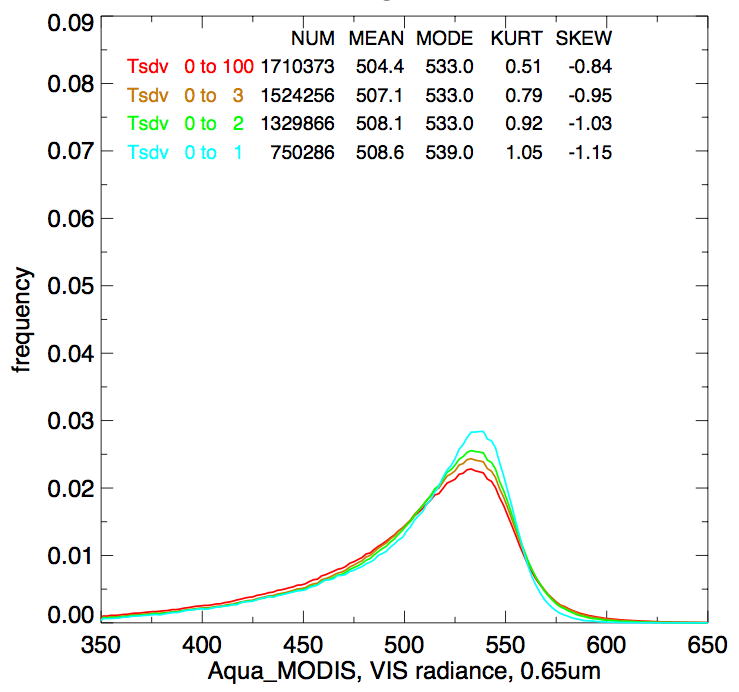 0.09
NUM MEAN MODE KURT SKEW
Tsdv 0 to 100 1710373 504.4 533.0 0.51 -0.84
0.08
Tsdv 0 to 3 1524256 507.1 533.0 0.79 -0.95
Tsdv 0 to 2 1329866 508.1 533.0 0.92 -1.03
Tsdv 0 to 1 750286 508.6 539.0 1.05 -1.15
0.07
0.06
0.05
frequency
0.04
0.03
0.02
0.01
0.00
350 400 450 500 550 600 650
Aqua_MODIS, VIS radiance, 0.65um